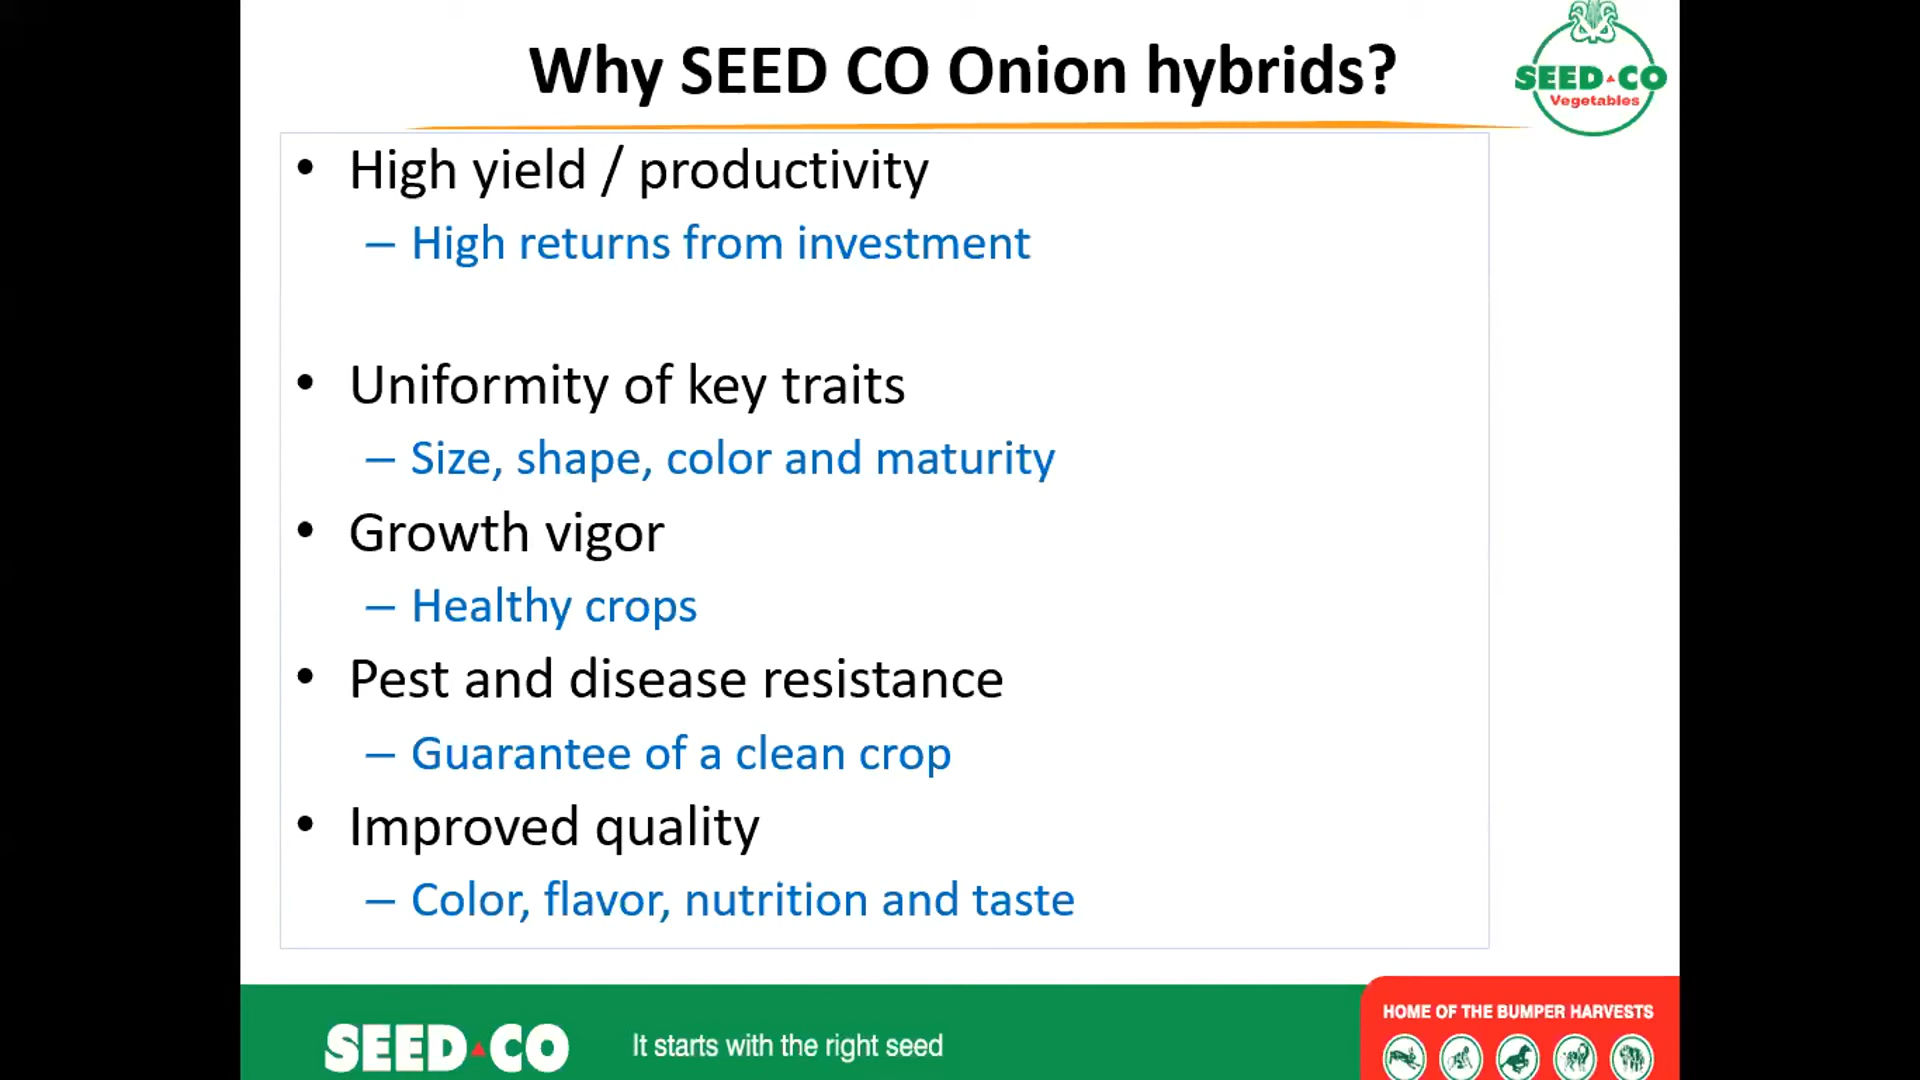 Why SEED CO Onion hybrids?
SEED CO
Vegetables
• High yield / productivity
– High returns from investment
• Uniformity of key traits
– Size, shape, color and maturity
• Growth vigor
– Healthy crops
• Pest and disease resistance
– Guarantee of a clean crop
• Improved quality
– Color, flavor, nutrition and taste
SEED CO
It starts with the right seed
HOME OF THE BUMPER HARVESTS